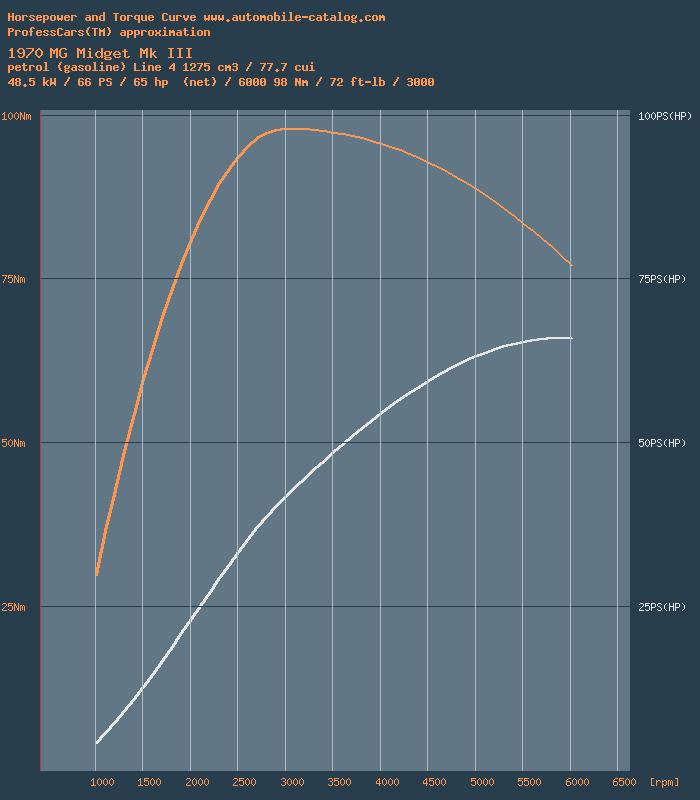 Horsepower and Torque Curve www.automobile-catalog.com
ProfessCars(TM) approximation
1970 MG Midget Mk III
petrol (gasoline) Line 4 1275 cm3 / 77.7 cui
48.5 kW / 66 PS / 65 hp (net) / 6000 98 Nm / 72 ft-lb / 3000
100Nm 100PS(HP)
75Nm 75PS(HP)
50Nm 50PS(HP)
25Nm 25PS(HP)
1000 1500 2000 2500 3000 3500 4000 4500 5000 5500 6000 6500 [rpm]